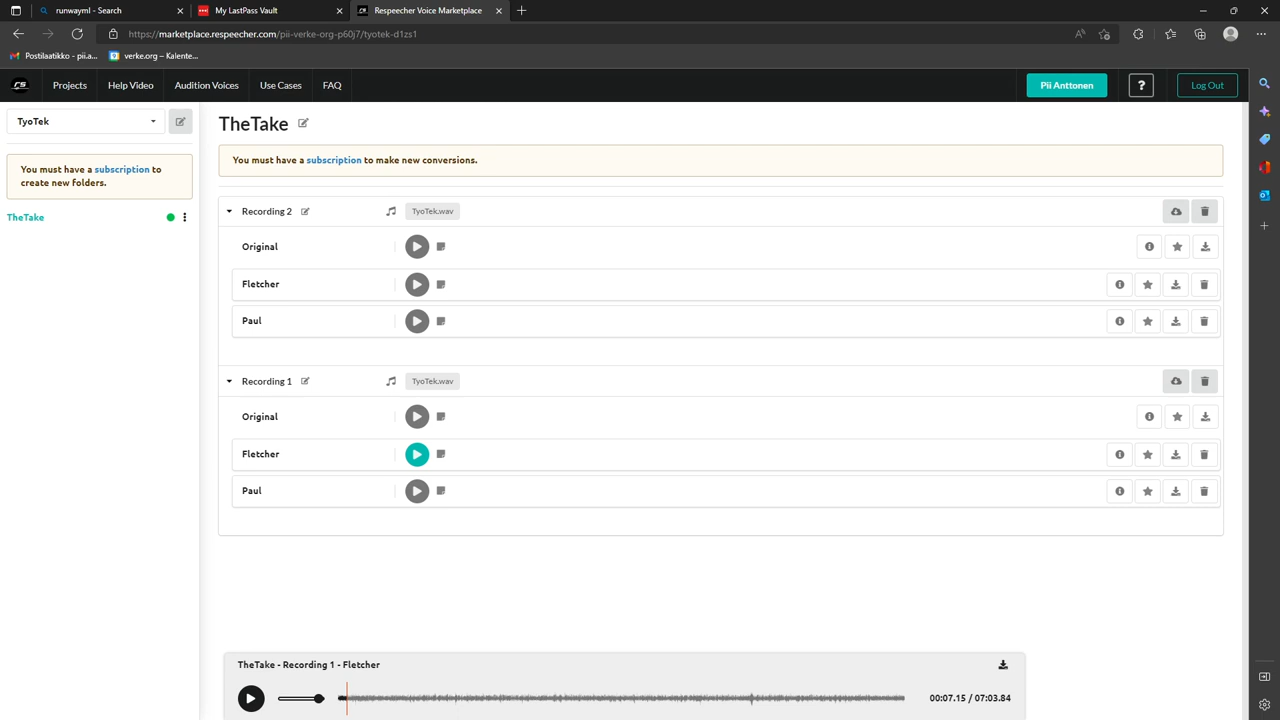 runwayml - Search
My LastPass Vault
Respeecher Voice Marketplace
https://marketplace.respeecher.com/pii-verke-org-p60j7/tyotek-d1zs1
Postilaatikko - pii.a...
verke.org – Kalente...
Projects
Help Video
Audition Voices
Use Cases
FAQ
Pii Anttonen
?
Log Out
TyoTek
You must have a subscription to
create new folders.
TheTake
TheTake
You must have a subscription to make new conversions.
Recording 2
TyoTek.wav
Original
Fletcher
Paul
Recording 1
TyoTek.wav
Original
Fletcher
Paul
TheTake - Recording 1 - Fletcher
00:07.15 / 07:03.84